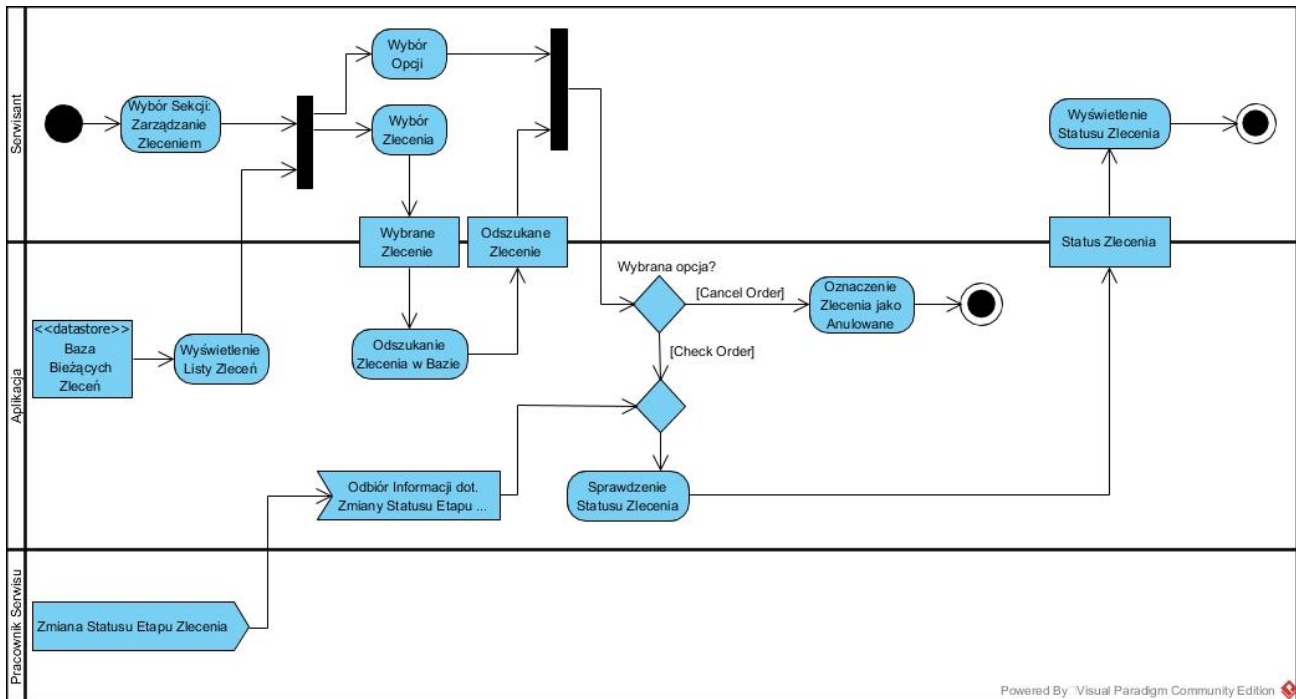 Serwisant
Wybór Sekcji:
Zarządzanie
Zleceniem
Wybór
Opcji
Wybór
Zlecenia
Wyświetlenie
Statusu Zlecenia
Wybrane
Zlecenie
Odszukane
Zlecenie
Status Zlecenia
Aplikacja
<<datastore>>
Baza
Bieżących
Zleceń
Wyświetlenie
Listy Zleceń
Odszukanie
Zlecenia w Bazie
Wybrana opcja?
[Cancel Order]
Oznaczenie
Zlecenia jako
Anulowane
[Check Order]
Odbiór Informacji dot.
Zmiany Statusu Etapu ...
Sprawdzenie
Statusu Zlecenia
Pracownik Serwisu
Zmiana Statusu Etapu Zlecenia
Powered By Visual Paradigm Community Edition